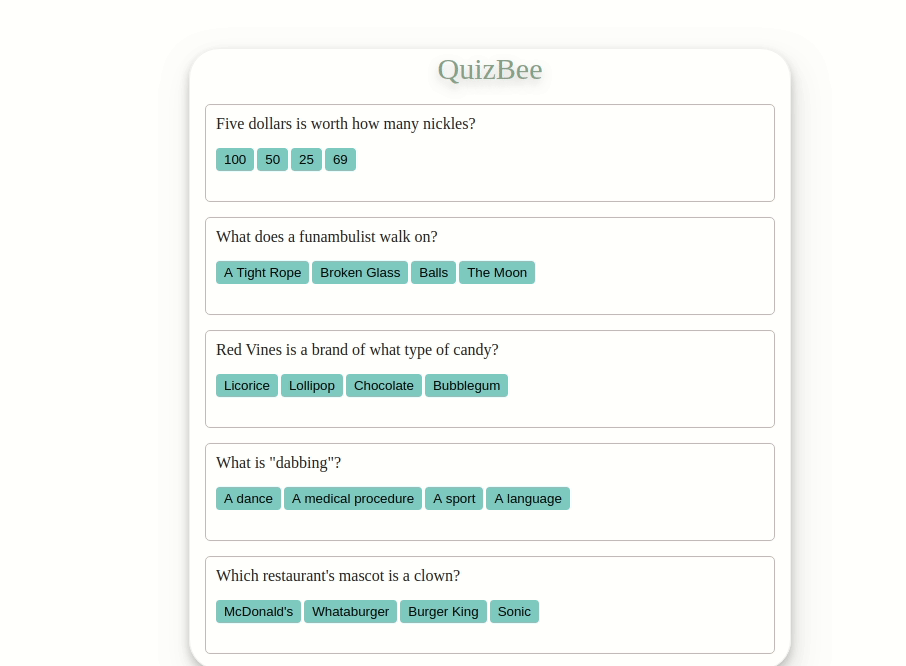 QuizBee
Five dollars is worth how many nickles?
100 50 25 69
What does a funambulist walk on?
A Tight Rope Broken Glass Balls The Moon
Red Vines is a brand of what type of candy?
Licorice Lollipop Chocolate Bubblegum
What is "dabbing"?
A dance A medical procedure A sport A language
Which restaurant's mascot is a clown?
McDonald's Whataburger Burger King Sonic